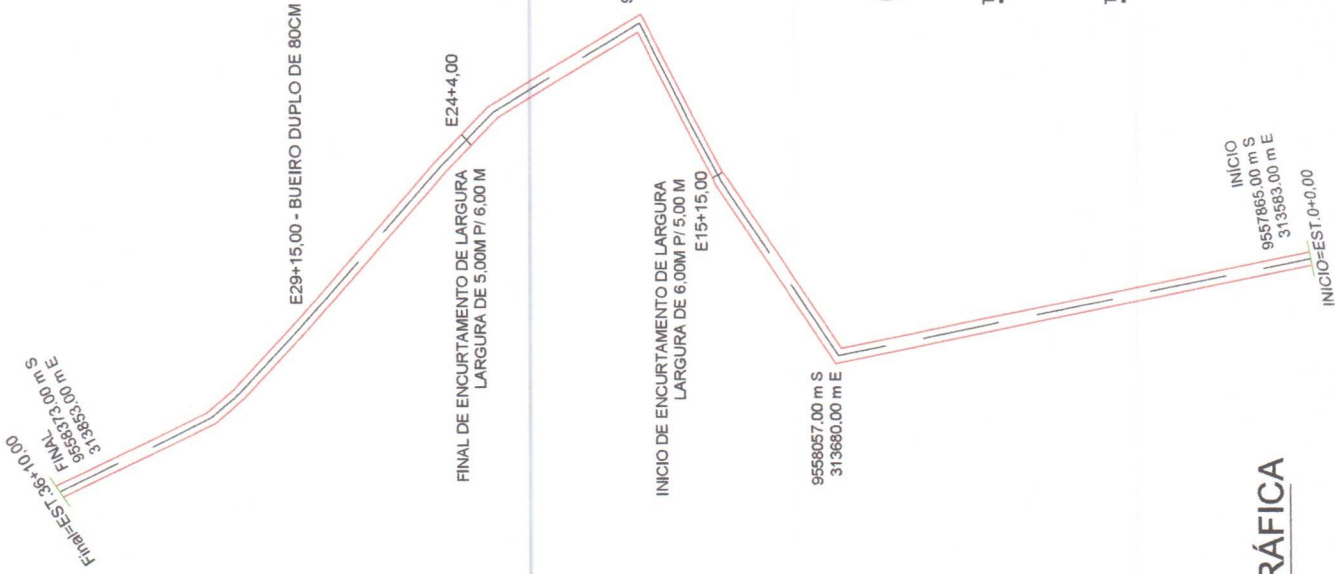 Final=EST.36+10,00
FINAL
9558373.00 m S
313853.00 m E
E29+15,00 - BUEIRO DUPLO DE 80CM
E24+4,00
FINAL DE ENCURTAMENTO DE LARGURA
LARGURA DE 5,00M P/ 6,00 M
INICIO DE ENCURTAMENTO DE LARGURA
LARGURA DE 6,00M P/ 5,00 M
E15+15,00
9558057.00 m S
313680.00 m E
INICIO
9557865.00 m S
313583.00 m E
INICIO=EST.0+0,00
RÁFICA